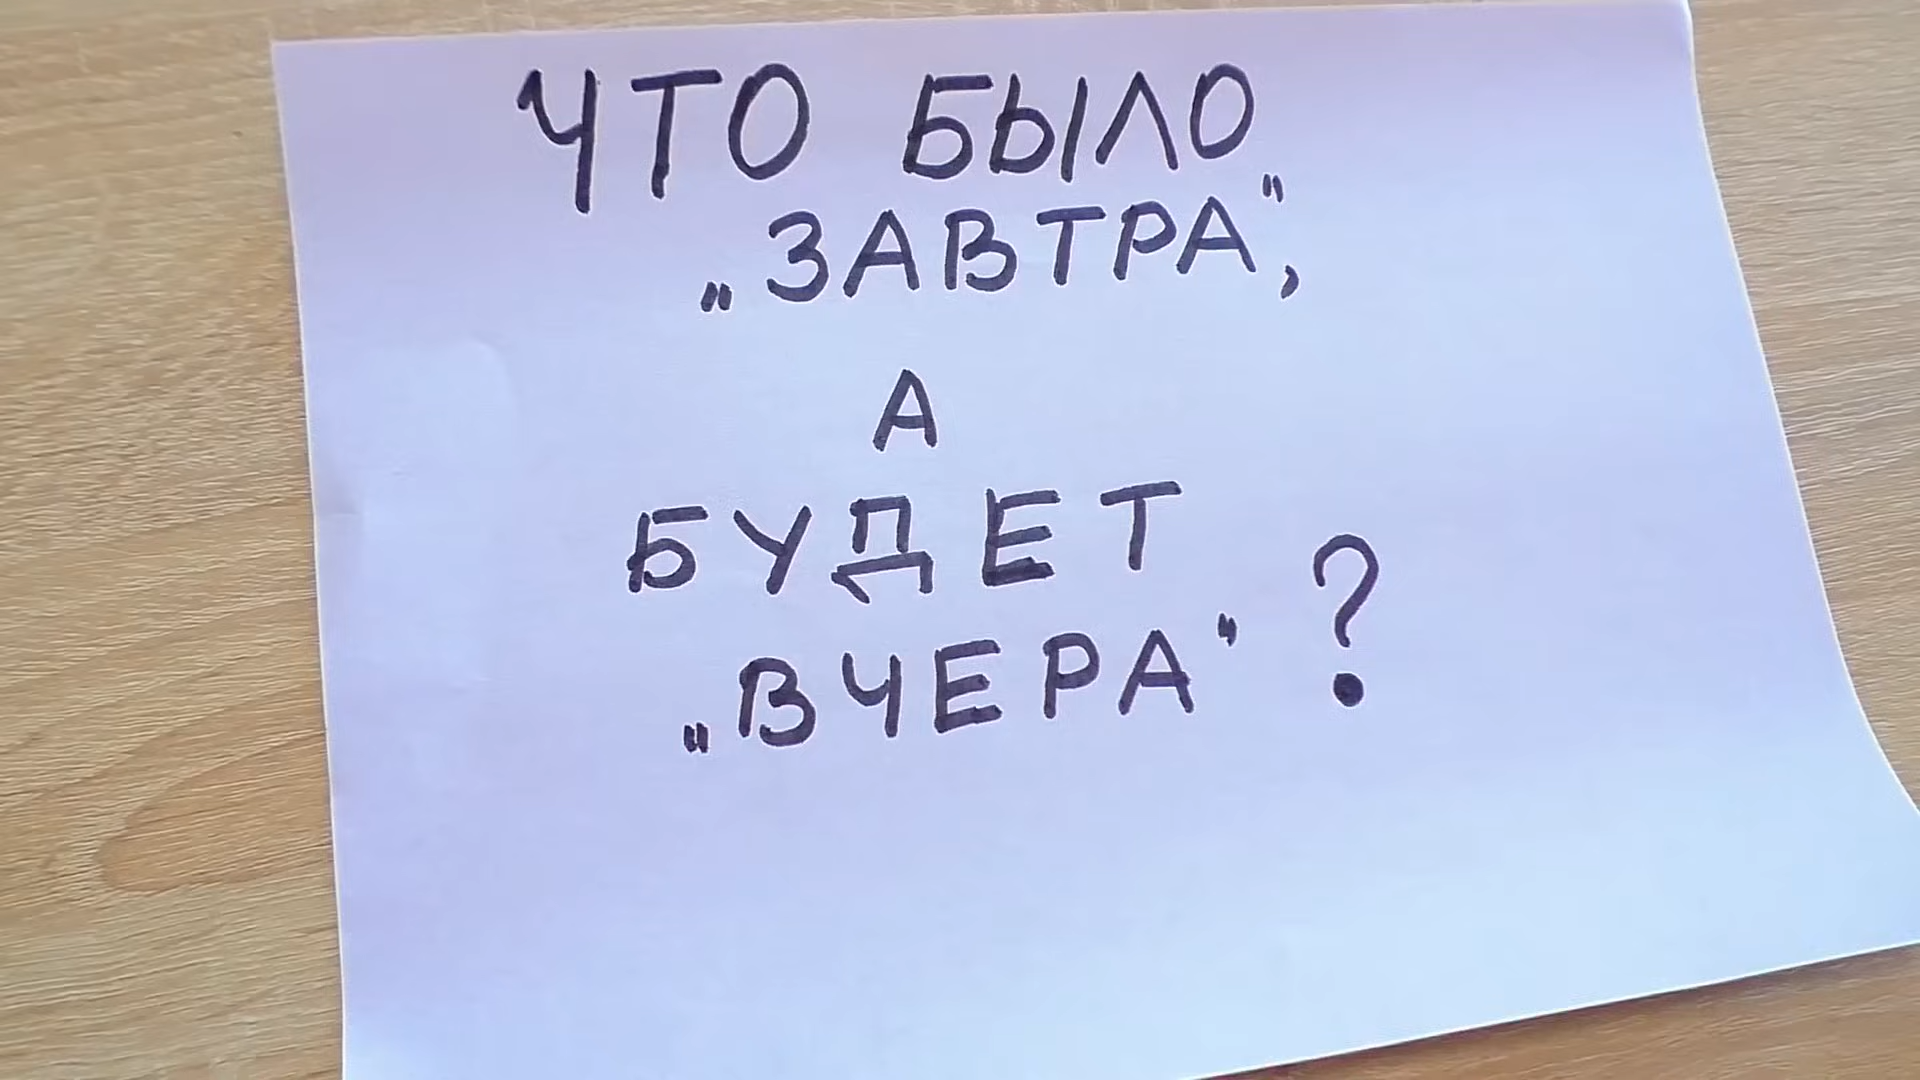 ЧТО БЫЛО
„ЗАВТРА",
А
БУДЕТ
„ВЧЕРА" ?